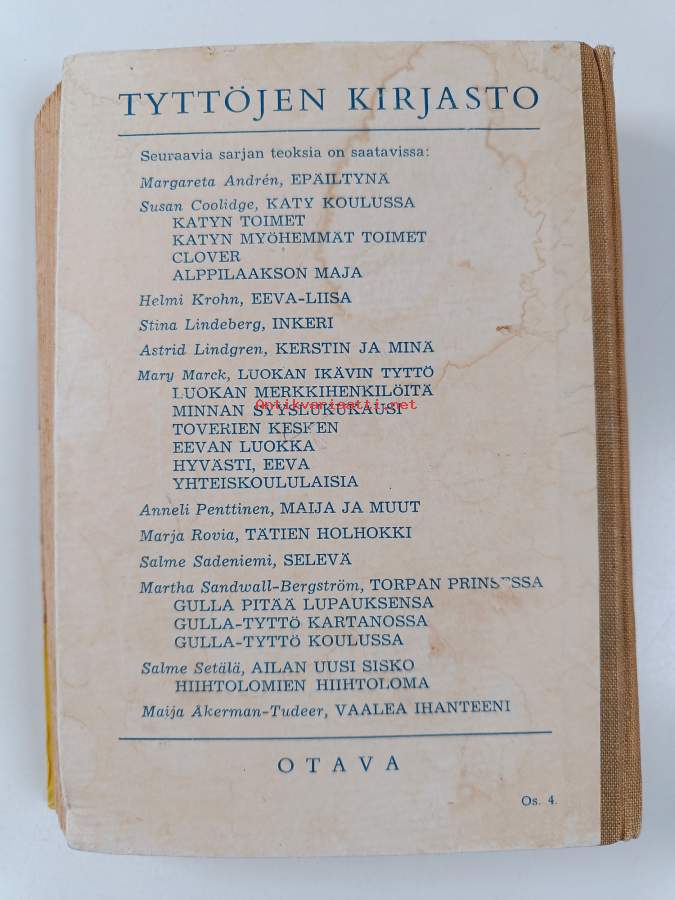 TYTTÖJEN KIRJASTO
Seuraavia sarjan teoksia on saatavissa:
Margareta Andrén, EPÄILTYNÄ
Susan Coolidge, KATY KOULUSSA
KATYN TOIMET
KATYN MYÖHEMMÄT TOIMET
CLOVER
ALPPILAAKSON MAJA
Helmi Krohn, EEVA-LIISA
Stina Lindeberg, INKERI
Astrid Lindgren, KERSTIN JA MINÄ
Mary Marck, LUOKAN IKÄVIN TYTTÖ
LUOKAN MERKKIHENKILÖITÄ
Antikvariaatti.net
MINNAN SYYSLUKUKAUSI
TOVERIEN KESKEN
EEVAN LUOKKA
HYVÄSTI, EEVA
YHTEISKOULULAISIA
Anneli Penttinen, MAIJA JA MUUT
Marja Rovia, TÄTIEN HOLHOKKI
Salme Sadeniemi, SELEVÄ
Martha Sandwall-Bergström, TORPAN PRINSESSA
GULLA PITÄÄ LUPAUKSENSA
GULLA-TYTTÖ KARTANOSSA
GULLA-TYTTÖ KOULUSSA
Salme Setälä, AILAN UUSI SISKO
HIIHTOLOMIEN HIIHTOLOMA
Maija Åkerman-Tudeer, VAALEA IHANTEENI
OTAVA
Os. 4.